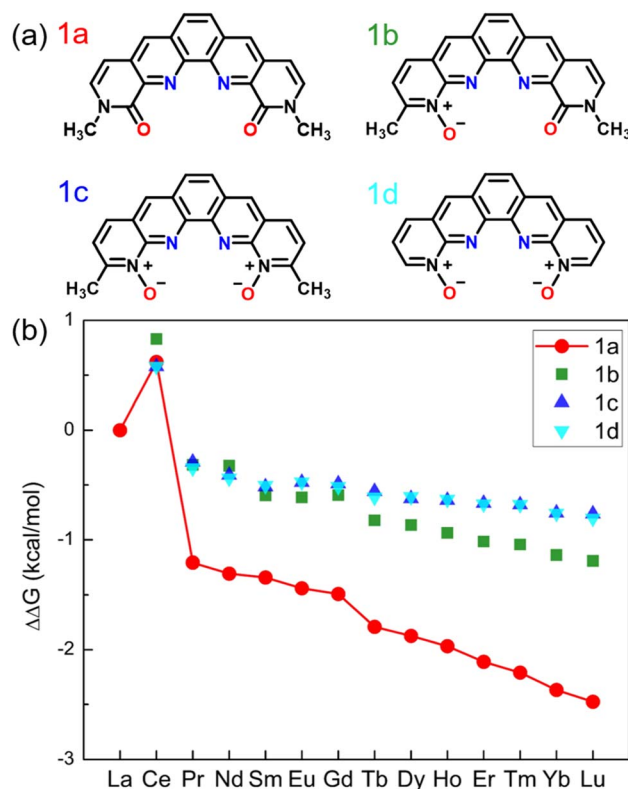 (a) 1a 1b
N N N N
N N N+ N
H₃C O O CH₃ H₃C O⁻ O CH₃
1c 1d
N N N N
N+ N+ N+ N+
H₃C O⁻ ⁻O CH₃ O⁻ ⁻O
(b)
1
0
-1
-2
-3
ΔΔG (kcal/mol)
1a
1b
1c
1d
La Ce Pr Nd Sm Eu Gd Tb Dy Ho Er Tm Yb Lu